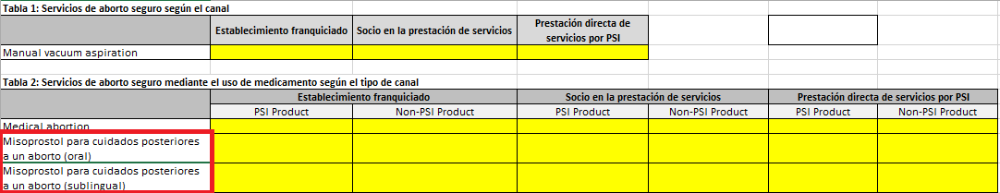 Tabla 1: Servicios de aborto seguro según el canal
Establecimiento franquiciado Socio en la prestación de servicios Prestación directa de
servicios por PSI
Manual vacuum aspiration
Tabla 2: Servicios de aborto seguro mediante el uso de medicamento según el tipo de canal
Establecimiento franquiciado Socio en la prestación de servicios Prestación directa de servicios por PSI
PSI Product Non-PSI Product PSI Product Non-PSI Product PSI Product Non-PSI Product
Medical abortion
Misoprostol para cuidados posteriores
a un aborto (oral)
Misoprostol para cuidados posteriores
a un aborto (sublingual)